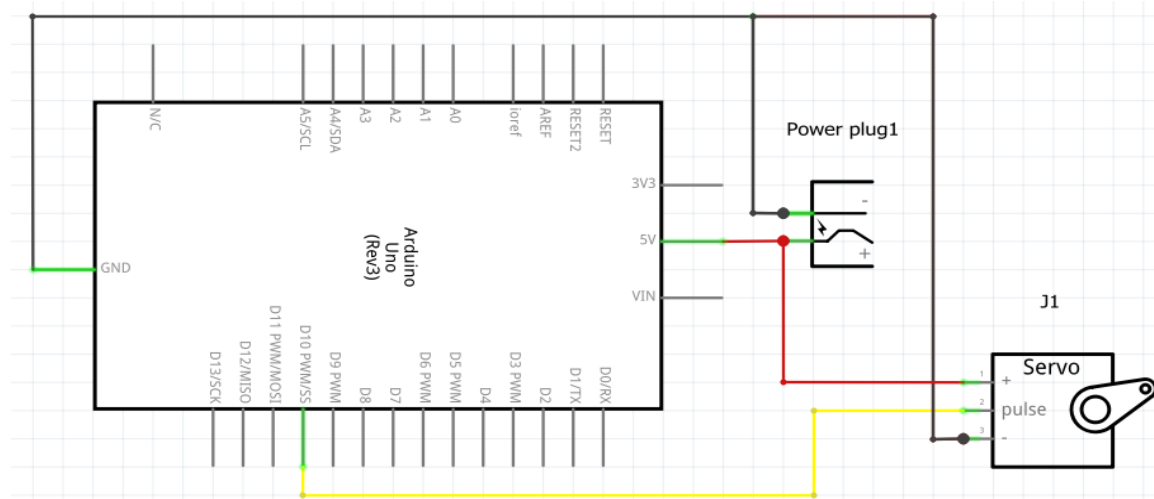 N/C
A5/SCL
A4/SDA
A3
A2
A1
A0
ioref
AREF
RESET2
RESET
Power plug1
-
+
3V3
5V
VIN
GND
Arduino
Uno
(Rev3)
D13/SCK
D12/MISO
D11 PWM/MOSI
D10 PWM/SS
D9 PWM
D8
D7
D6 PWM
D5 PWM
D4
D3 PWM
D2
D1/TX
D0/RX
J1
Servo
1 +
2 pulse
3 -